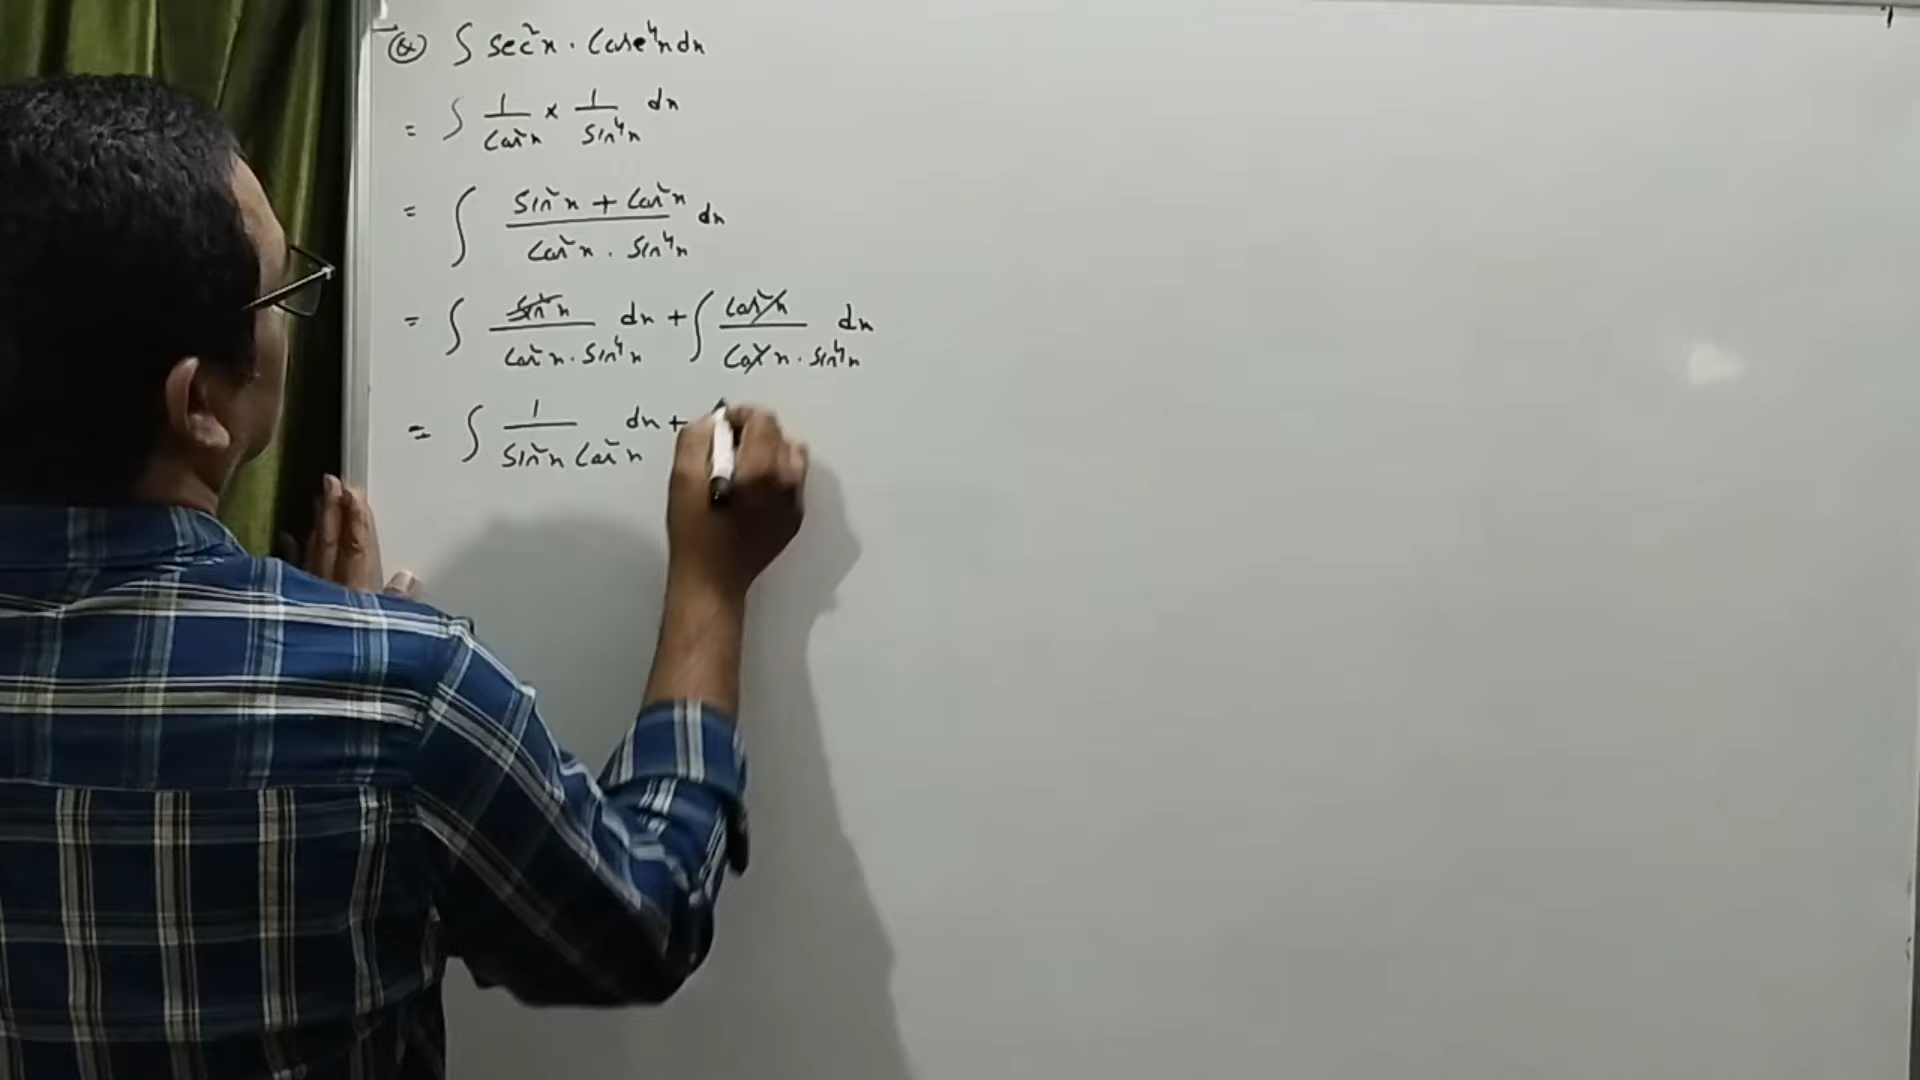 Q ∫ sec²x . Cosec⁴x dx
= ∫ 1/Cos²x × 1/Sin⁴x dx
= ∫ (Sin²x + Cos²x)/(Cos²x . Sin⁴x) dx
= ∫ Sin²x/(Cos²x . Sin⁴x) dx + ∫ Cos²x/(Cos²x . Sin⁴x) dx
= ∫ 1/(Sin²x Cos²x) dx +